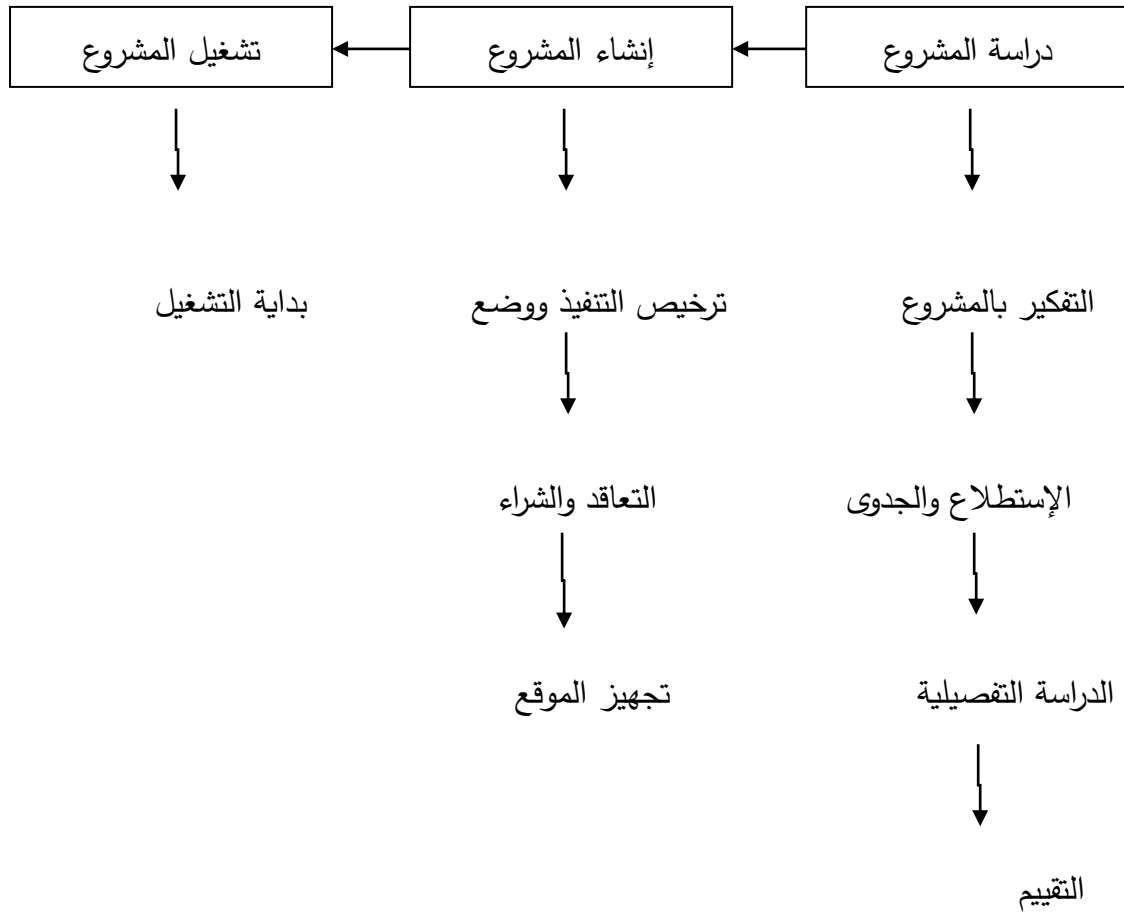 دراسة المشروع
إنشاء المشروع
تشغيل المشروع
التفكير بالمشروع
ترخيص التنفيذ ووضع
بداية التشغيل
الإستطلاع والجدوى
التعاقد والشراء
الدراسة التفصيلية
تجهيز الموقع
التقييم